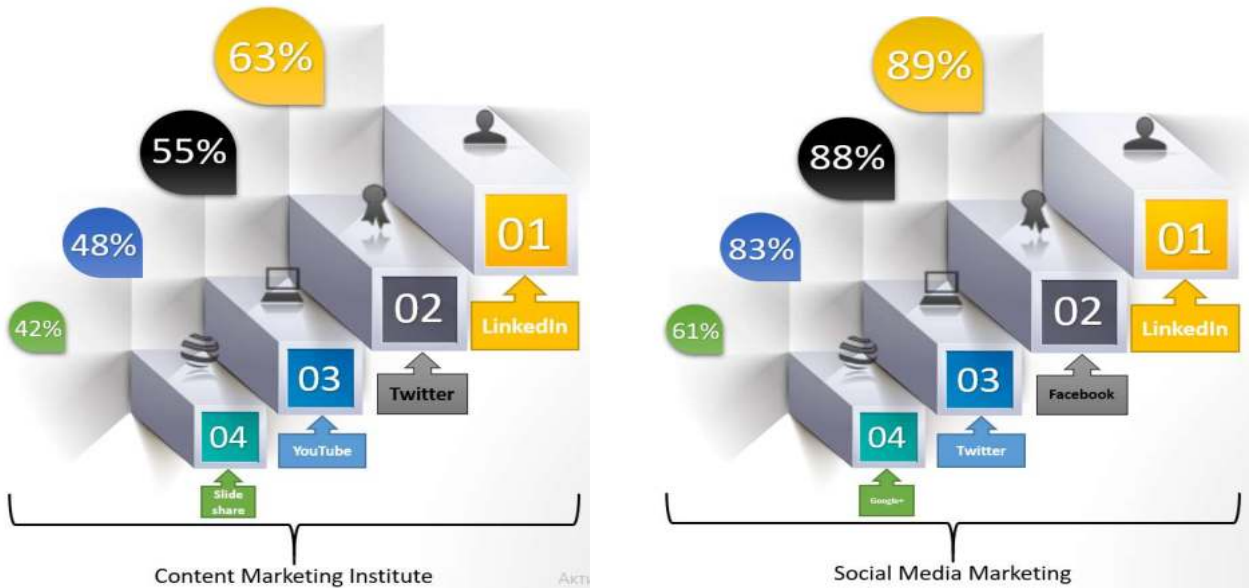 63%
55%
48%
42%
01
LinkedIn
02
Twitter
03
YouTube
04
Slide
share
Content Marketing Institute
Акти
89%
88%
83%
61%
01
LinkedIn
02
Facebook
03
Twitter
04
Google+
Social Media Marketing